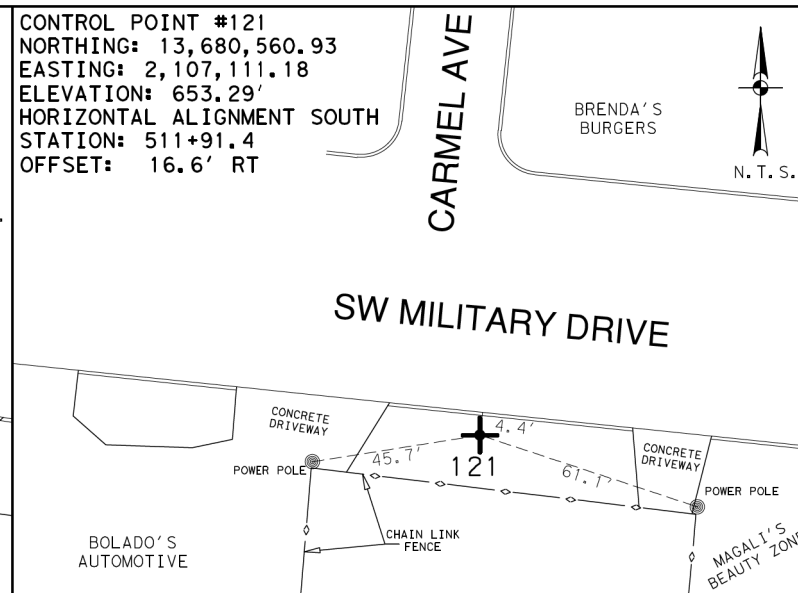 CONTROL POINT #121
NORTHING: 13,680,560.93
EASTING: 2,107,111.18
ELEVATION: 653.29'
HORIZONTAL ALIGNMENT SOUTH
STATION: 511+91.4
OFFSET: 16.6' RT
CARMEL AVE
BRENDA'S
BURGERS
N.T.S.
SW MILITARY DRIVE
CONCRETE
DRIVEWAY
4.4'
45.7'
121
61.1'
CONCRETE
DRIVEWAY
POWER POLE
POWER POLE
CHAIN LINK
FENCE
BOLADO'S
AUTOMOTIVE
MAGALI'S
BEAUTY ZONE